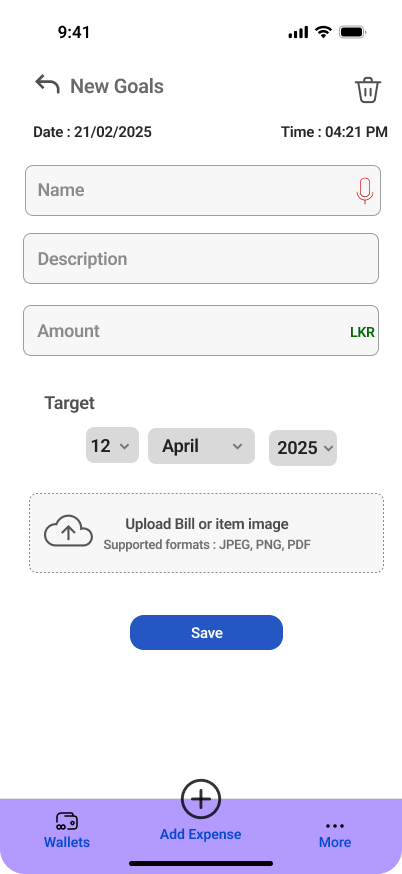 9:41
New Goals
Date : 21/02/2025 Time : 04:21 PM
Name
Description
Amount LKR
Target
12 April 2025
Upload Bill or item image
Supported formats : JPEG, PNG, PDF
Save
Wallets Add Expense More